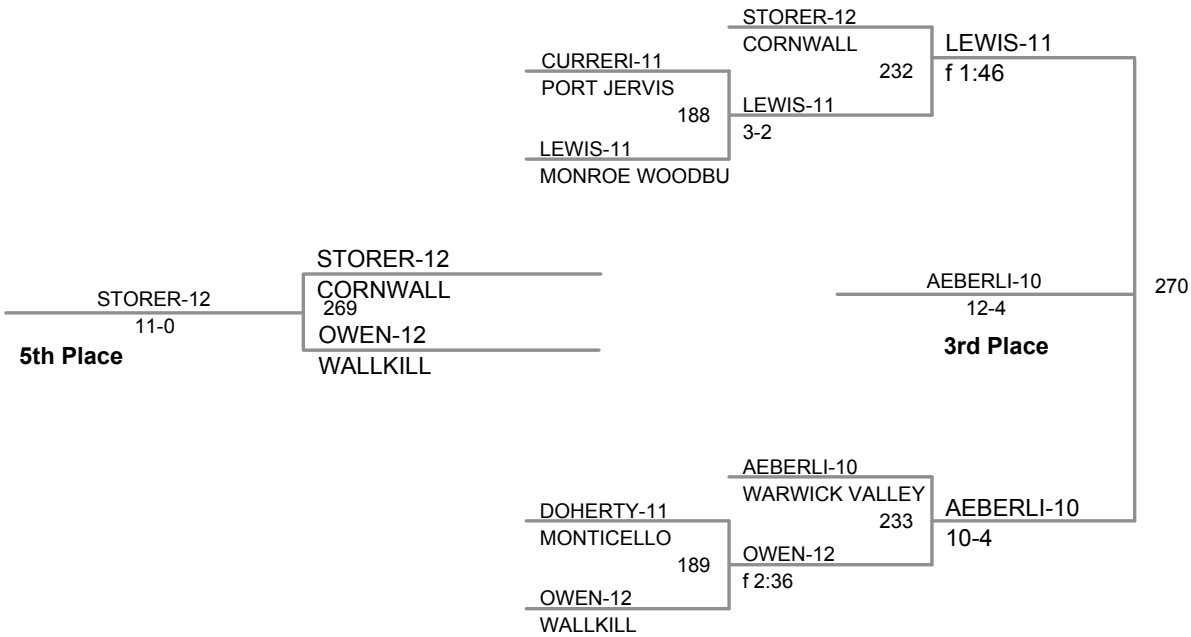 STORER-12
CORNWALL
LEWIS-11
CURRERI-11
232
f 1:46
PORT JERVIS
188
LEWIS-11
3-2
LEWIS-11
MONROE WOODBU
STORER-12
CORNWALL
STORER-12
269
11-0
OWEN-12
5th Place
WALLKILL
AEBERLI-10
270
12-4
3rd Place
AEBERLI-10
WARWICK VALLEY
DOHERTY-11
233
AEBERLI-10
MONTICELLO
10-4
189
OWEN-12
f 2:36
OWEN-12
WALLKILL